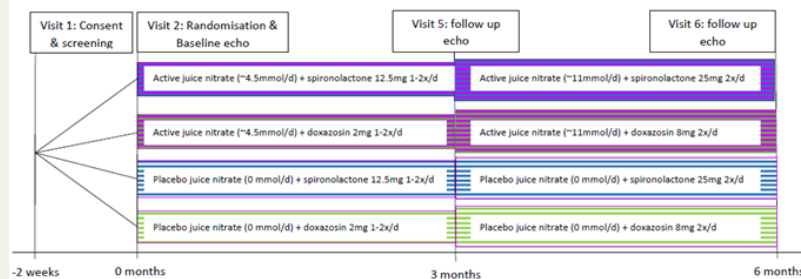 Visit 1: Consent
& screening
Visit 2: Randomisation &
Baseline echo
Visit 5: follow up
echo
Visit 6: follow up
echo
Active juice nitrate (~4.5mmol/d) + spironolactone 12.5mg 1-2x/d
Active juice nitrate (~11mmol/d) + spironolactone 25mg 2x/d
Active juice nitrate (~4.5mmol/d) + doxazosin 2mg 1-2x/d
Active juice nitrate (~11mmol/d) + doxazosin 8mg 2x/d
Placebo juice nitrate (0 mmol/d) + spironolactone 12.5mg 1-2x/d
Placebo juice nitrate (0 mmol/d) + spironolactone 25mg 2x/d
Placebo juice nitrate (0 mmol/d) + doxazosin 2mg 1-2x/d
Placebo juice nitrate (0 mmol/d) + doxazosin 8mg 2x/d
-2 weeks
0 months
3 months
6 months